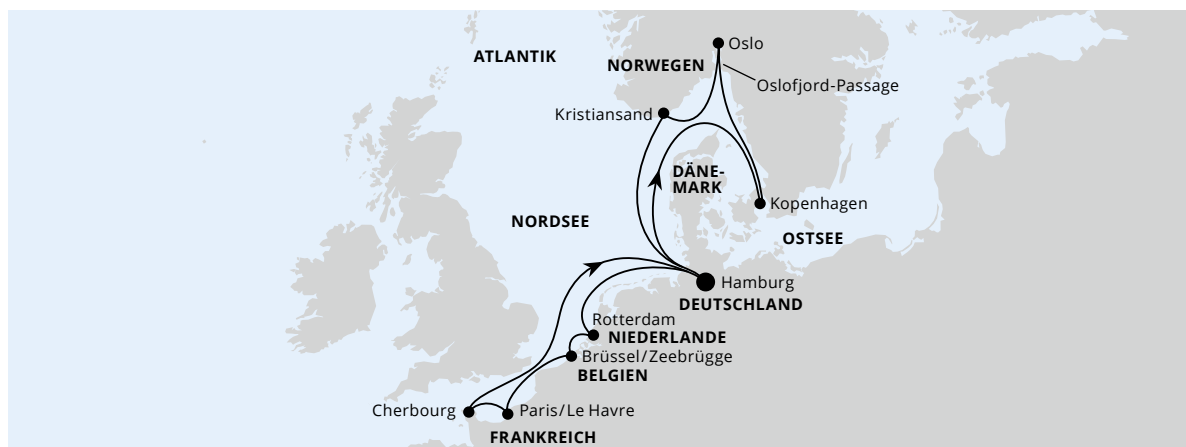 Oslo
ATLANTIK
NORWEGEN
Oslofjord-Passage
Kristiansand
DÄNE-
MARK
Kopenhagen
NORDSEE
OSTSEE
Hamburg
DEUTSCHLAND
Rotterdam
NIEDERLANDE
Brüssel/Zeebrügge
BELGIEN
Cherbourg
Paris/Le Havre
FRANKREICH